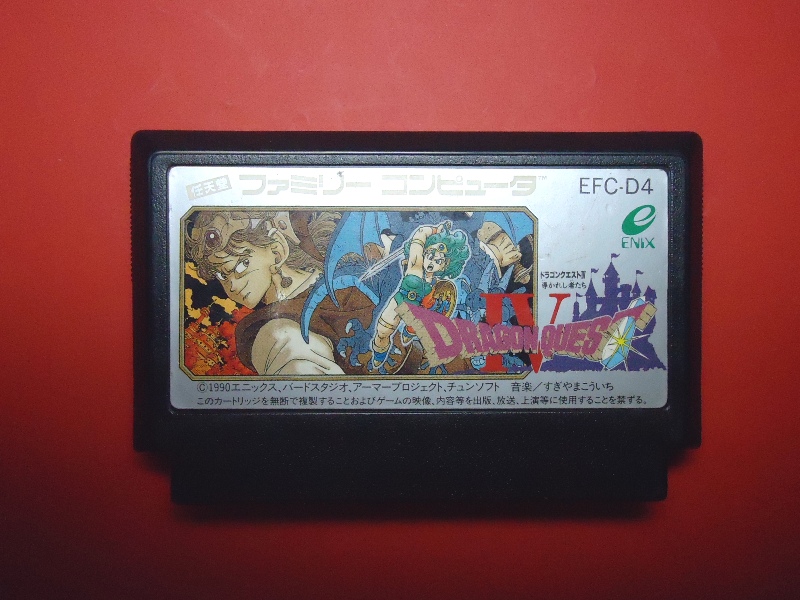 任天堂 ファミリー コンピュータ™ EFC-D4
ENIX
ドラゴンクエストIV
導かれし者たち
IV
DRAGON QUEST
©1990エニックス、バードスタジオ、アーマープロジェクト、チュンソフト 音楽/すぎやまこういち
このカートリッジを無断で複製することおよびゲームの映像、内容等を出版、放送、上演等に使用することを禁ずる。